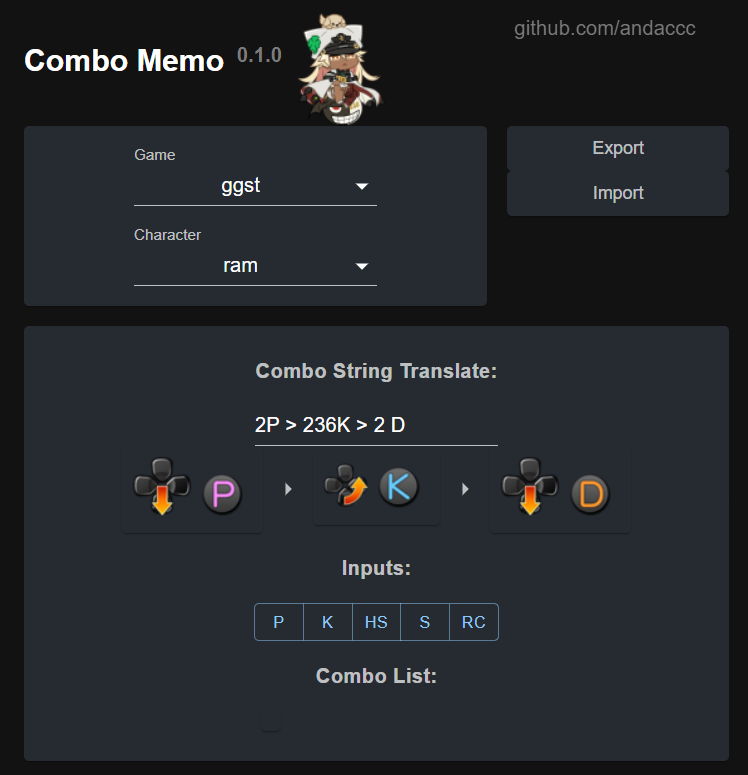 github.com/andaccc
Combo Memo 0.1.0
Game
ggst
Character
ram
Export
Import
Combo String Translate:
2P > 236K > 2 D
P K D
Inputs:
P K HS S RC
Combo List: